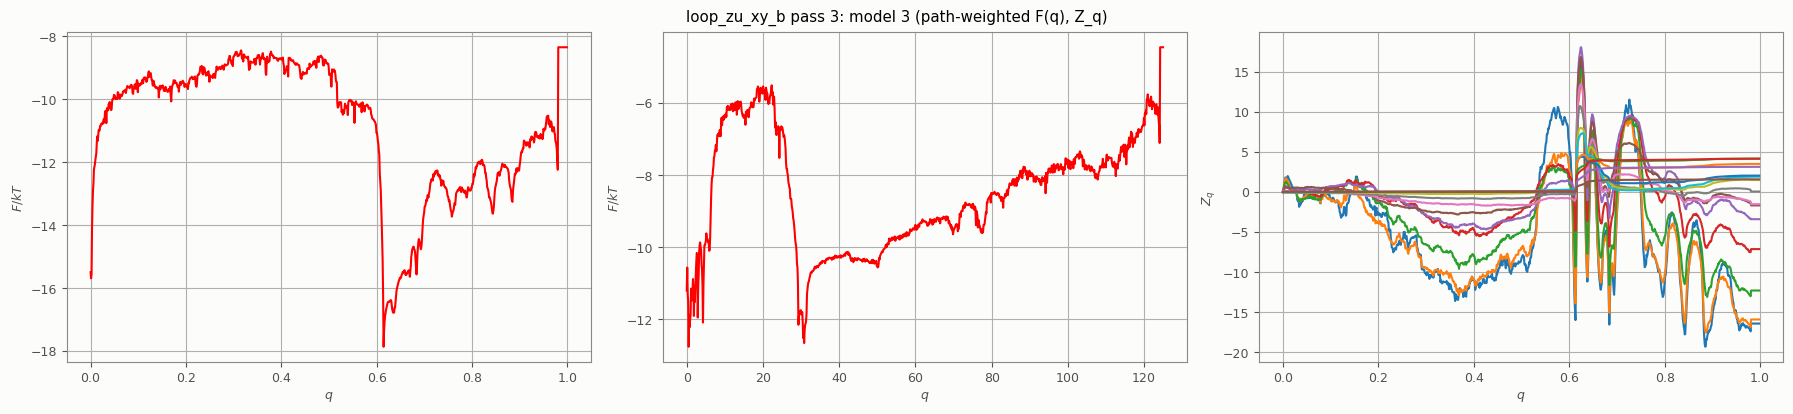 loop_zu_xy_b pass 3: model 3 (path-weighted F(q), Z_q)
−8
−10
−12
−14
−16
−18
F/kT
0.0 0.2 0.4 0.6 0.8 1.0
q
−6
−8
−10
−12
F/kT
0 20 40 60 80 100 120
q
15
10
5
0
−5
−10
−15
−20
Zq
0.0 0.2 0.4 0.6 0.8 1.0
q